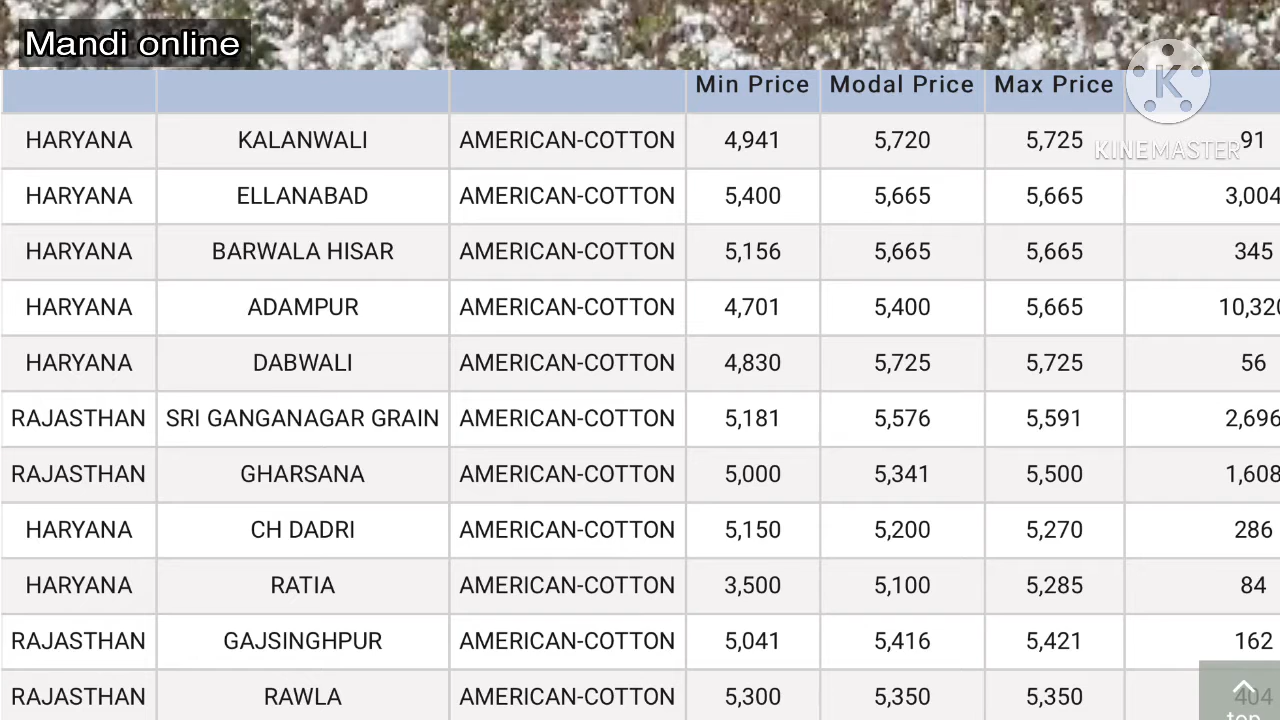 Mandi online
Min Price Modal Price Max Price
K
KINEMASTER
HARYANA KALANWALI AMERICAN-COTTON 4,941 5,720 5,725 91
HARYANA ELLANABAD AMERICAN-COTTON 5,400 5,665 5,665 3,004
HARYANA BARWALA HISAR AMERICAN-COTTON 5,156 5,665 5,665 345
HARYANA ADAMPUR AMERICAN-COTTON 4,701 5,400 5,665 10,320
HARYANA DABWALI AMERICAN-COTTON 4,830 5,725 5,725 56
RAJASTHAN SRI GANGANAGAR GRAIN AMERICAN-COTTON 5,181 5,576 5,591 2,696
RAJASTHAN GHARSANA AMERICAN-COTTON 5,000 5,341 5,500 1,608
HARYANA CH DADRI AMERICAN-COTTON 5,150 5,200 5,270 286
HARYANA RATIA AMERICAN-COTTON 3,500 5,100 5,285 84
RAJASTHAN GAJSINGHPUR AMERICAN-COTTON 5,041 5,416 5,421 162
RAJASTHAN RAWLA AMERICAN-COTTON 5,300 5,350 5,350 404
top